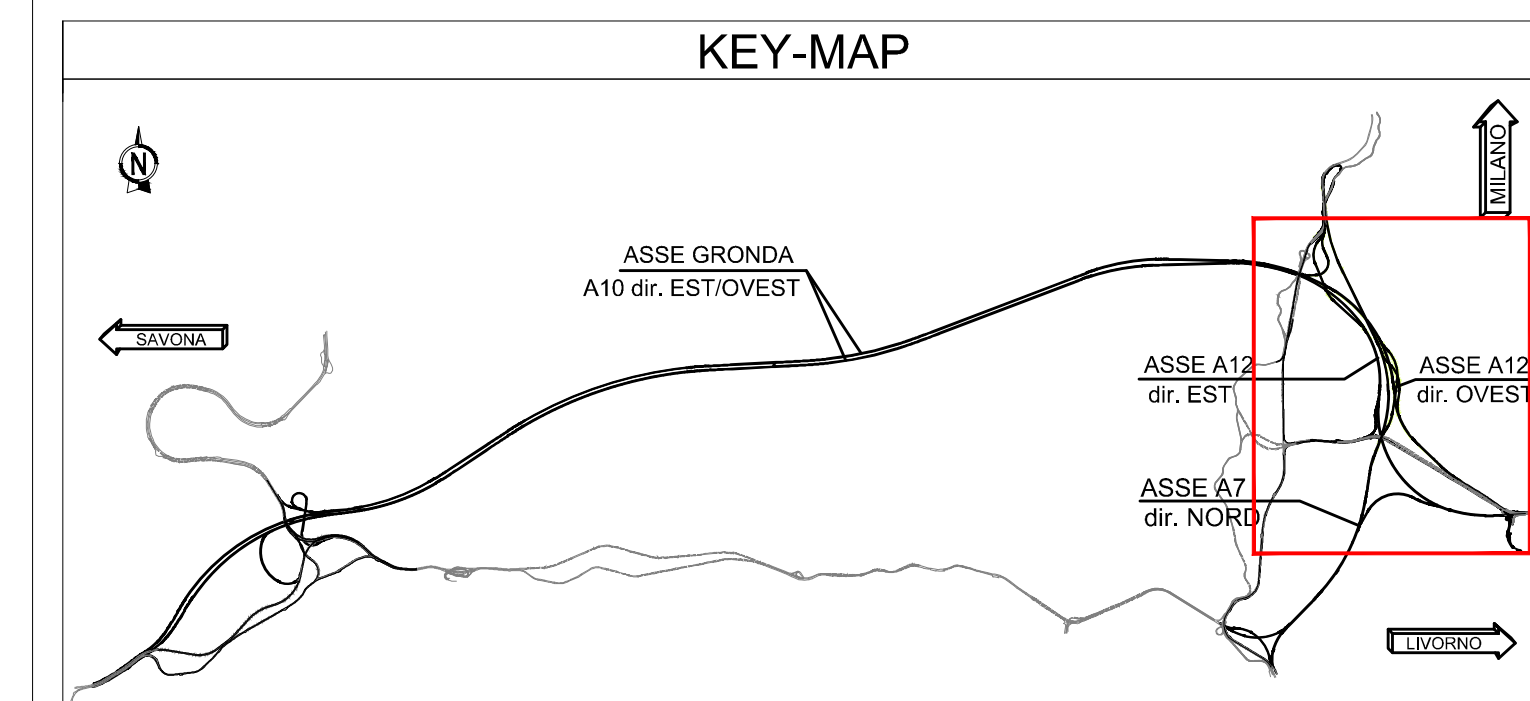 KEY-MAP
N
MILANO
ASSE GRONDA
A10 dir. EST/OVEST
SAVONA
ASSE A12
dir. EST
ASSE A12
dir. OVEST
ASSE A7
dir. NORD
LIVORNO